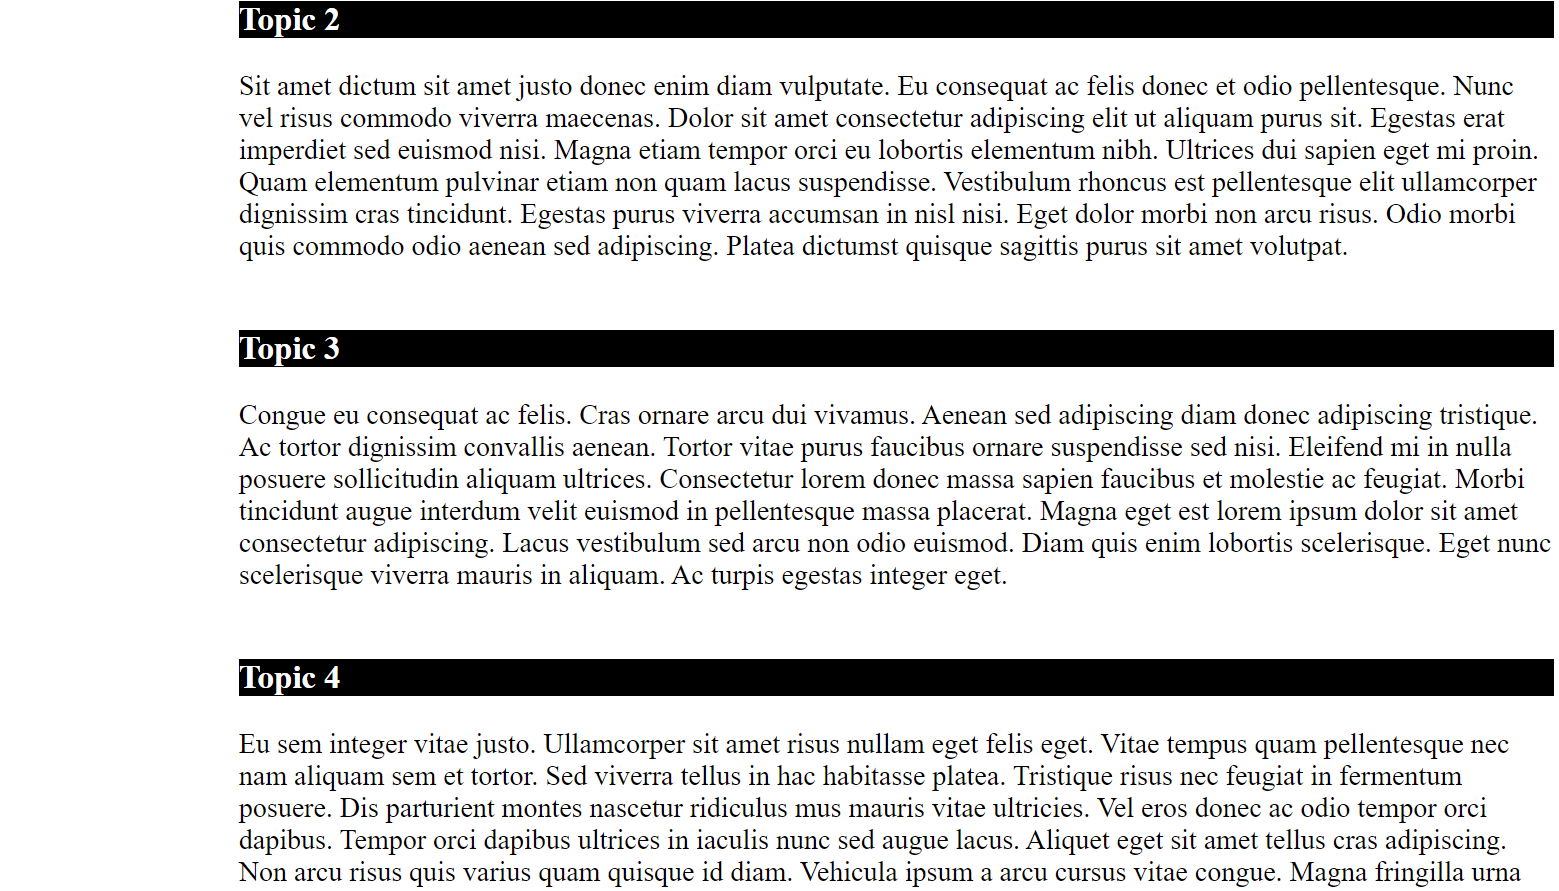 Topic 2
Sit amet dictum sit amet justo donec enim diam vulputate. Eu consequat ac felis donec et odio pellentesque. Nunc
vel risus commodo viverra maecenas. Dolor sit amet consectetur adipiscing elit ut aliquam purus sit. Egestas erat
imperdiet sed euismod nisi. Magna etiam tempor orci eu lobortis elementum nibh. Ultrices dui sapien eget mi proin.
Quam elementum pulvinar etiam non quam lacus suspendisse. Vestibulum rhoncus est pellentesque elit ullamcorper
dignissim cras tincidunt. Egestas purus viverra accumsan in nisl nisi. Eget dolor morbi non arcu risus. Odio morbi
quis commodo odio aenean sed adipiscing. Platea dictumst quisque sagittis purus sit amet volutpat.
Topic 3
Congue eu consequat ac felis. Cras ornare arcu dui vivamus. Aenean sed adipiscing diam donec adipiscing tristique.
Ac tortor dignissim convallis aenean. Tortor vitae purus faucibus ornare suspendisse sed nisi. Eleifend mi in nulla
posuere sollicitudin aliquam ultrices. Consectetur lorem donec massa sapien faucibus et molestie ac feugiat. Morbi
tincidunt augue interdum velit euismod in pellentesque massa placerat. Magna eget est lorem ipsum dolor sit amet
consectetur adipiscing. Lacus vestibulum sed arcu non odio euismod. Diam quis enim lobortis scelerisque. Eget nunc
scelerisque viverra mauris in aliquam. Ac turpis egestas integer eget.
Topic 4
Eu sem integer vitae justo. Ullamcorper sit amet risus nullam eget felis eget. Vitae tempus quam pellentesque nec
nam aliquam sem et tortor. Sed viverra tellus in hac habitasse platea. Tristique risus nec feugiat in fermentum
posuere. Dis parturient montes nascetur ridiculus mus mauris vitae ultricies. Vel eros donec ac odio tempor orci
dapibus. Tempor orci dapibus ultrices in iaculis nunc sed augue lacus. Aliquet eget sit amet tellus cras adipiscing.
Non arcu risus quis varius quam quisque id diam. Vehicula ipsum a arcu cursus vitae congue. Magna fringilla urna